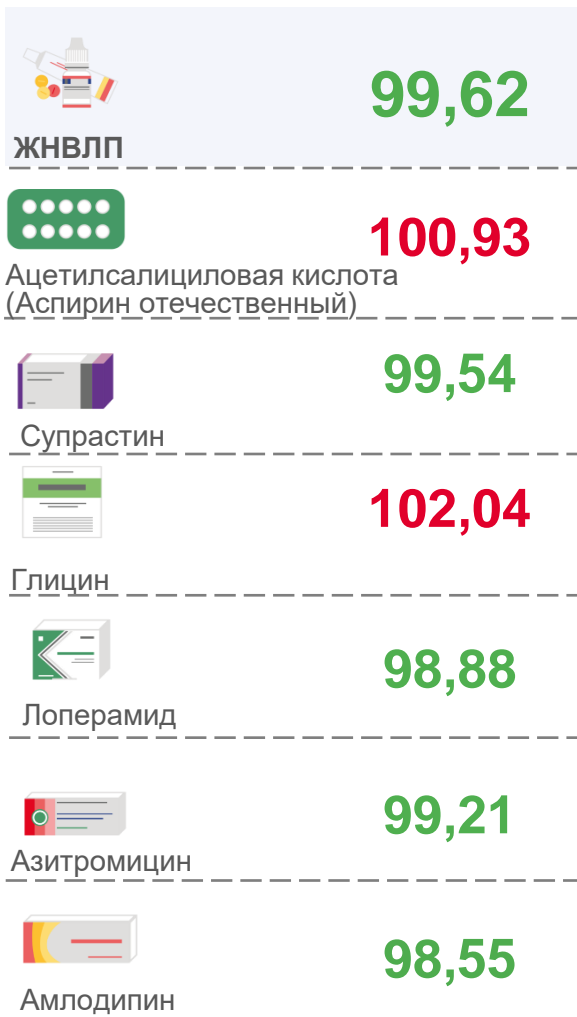 99,62
ЖНВЛП
100,93
Ацетилсалициловая кислота
(Аспирин отечественный)
99,54
Супрастин
102,04
Глицин
98,88
Лоперамид
99,21
Азитромицин
98,55
Амлодипин